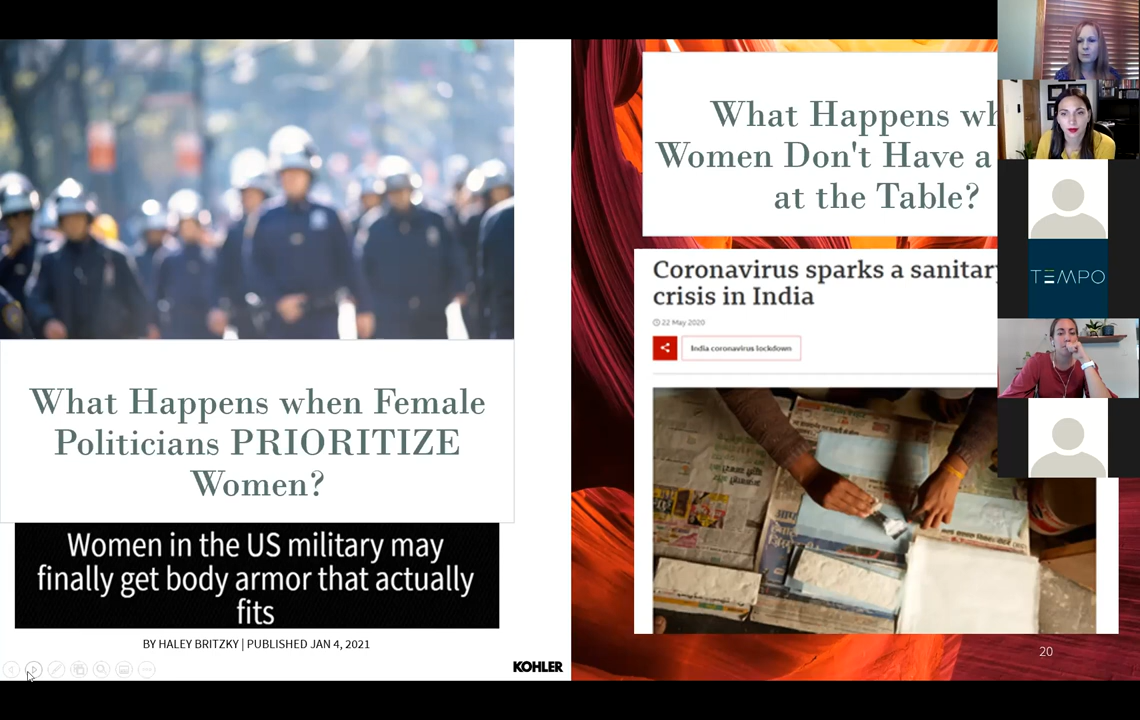 What Happens when Female
Politicians PRIORITIZE
Women?
Women in the US military may
finally get body armor that actually
fits
BY HALEY BRITZKY | PUBLISHED JAN 4, 2021
KOHLER
What Happens wh
Women Don't Have a
at the Table?
Coronavirus sparks a sanitary
crisis in India
22 May 2020
India coronavirus lockdown
20
TEMPO